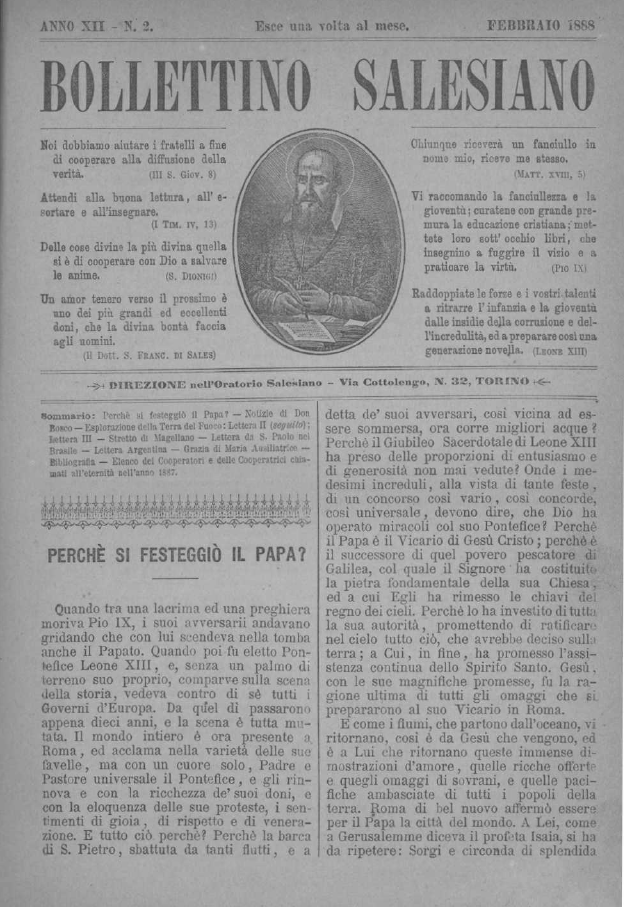 ANNO XII - N. 2.
Esce una volta al mese.
FEBBRAIO 1888
BOLLETTINO SALESIANO
Noi dobbiamo aiutare i fratelli a fine
di cooperare alla diffusione della
verità. (III S. Giov. 8)
Attendi alla buona lettura, all' e-
sortare e all'insegnare.
(I TIM. IV, 13)
Delle cose divine la più divina quella
si è di cooperare con Dio a salvare
le anime. (S. DIONIGI)
Un amor tenero verso il prossimo è
uno dei più grandi ed eccellenti
doni, che la divina bontà faccia
agli uomini.
(il Dott. S. FRANC. DI SALES)
Chiunque riceverà un fanciullo in
nome mio, riceve me stesso.
(MATT. XVIII, 5)
Vi raccomando la fanciullezza e la
gioventù; curatene con grande pre-
mura la educazione cristiana; met-
tete loro sott' occhio libri, che
insegnino a fuggire il vizio e a
praticare la virtù. (PIO IX)
Raddoppiate le forze e i vostri talenti
a ritrarre l' infanzia e la gioventù
dalle insidie della corruzione e del-
l'incredulità, ed a preparare così una
generazione novella. (LEONE XIII)
DIREZIONE nell'Oratorio Salesiano - Via Cottolengo, N. 32, TORINO
Sommario: Perchè si festeggiò il Papa? — Notizie di Don
Bosco — Esplorazione della Terra del Fuoco: Lettera II (seguito);
Lettera III — Stretto di Magellano — Lettera da S. Paolo nel
Brasile — Lettera Argentina — Grazia di Maria Ausiliatrice —
Bibliografia — Elenco dei Cooperatori e delle Cooperatrici chia-
mati all'eternità nell'anno 1887.
PERCHÈ SI FESTEGGIÒ IL PAPA?
Quando tra una lacrima ed una preghiera
moriva Pio IX, i suoi avversarii andavano
gridando che con lui scendeva nella tomba
anche il Papato. Quando poi fu eletto Pon-
tefice Leone XIII, e, senza un palmo di
terreno suo proprio, comparve sulla scena
della storia, vedeva contro di sè tutti i
Governi d'Europa. Da quel dì passarono
appena dieci anni, e la scena è tutta mu-
tata. Il mondo intiero è ora presente a
Roma, ed acclama nella varietà delle sue
favelle, ma con un cuore solo, Padre e
Pastore universale il Pontefice, e gli rin-
nova e con la ricchezza de' suoi doni, e
con la eloquenza delle sue proteste, i sen-
timenti di gioia, di rispetto e di venera-
zione. E tutto ciò perchè? Perchè la barca
di S. Pietro, sbattuta da tanti flutti, e a
detta de' suoi avversari, così vicina ad es-
sere sommersa, ora corre migliori acque?
Perchè il Giubileo Sacerdotale di Leone XIII
ha preso delle proporzioni di entusiasmo e
di generosità non mai vedute? Onde i me-
desimi increduli, alla vista di tante feste,
di un concorso così vario, così concorde,
così universale, devono dire, che Dio ha
operato miracoli col suo Pontefice? Perchè
il Papa è il Vicario di Gesù Cristo; perchè è
il successore di quel povero pescatore di
Galilea, col quale il Signore ha costituito
la pietra fondamentale della sua Chiesa,
ed a cui Egli ha rimesso le chiavi del
regno dei cieli. Perchè lo ha investito di tutta
la sua autorità, promettendo di ratificare
nel cielo tutto ciò, che avrebbe deciso sulla
terra; a Cui, in fine, ha promesso l'assi-
stenza continua dello Spirito Santo. Gesù,
con le sue magnifiche promesse, fu la ra-
gione ultima di tutti gli omaggi che si
prepararono al suo Vicario in Roma.
E come i fiumi, che partono dall'oceano, vi
ritornano, così è da Gesù che vengono, ed
è a Lui che ritornano queste immense di-
mostrazioni d'amore, quelle ricche offerte
e quegli omaggi di sovrani, e quelle paci-
fiche ambasciate di tutti i popoli della
terra. Roma di bel nuovo affermò essere
per il Papa la città del mondo. A Lei, come
a Gerusalemme diceva il profeta Isaia, si ha
da ripetere: Sorgi e circonda di splendida